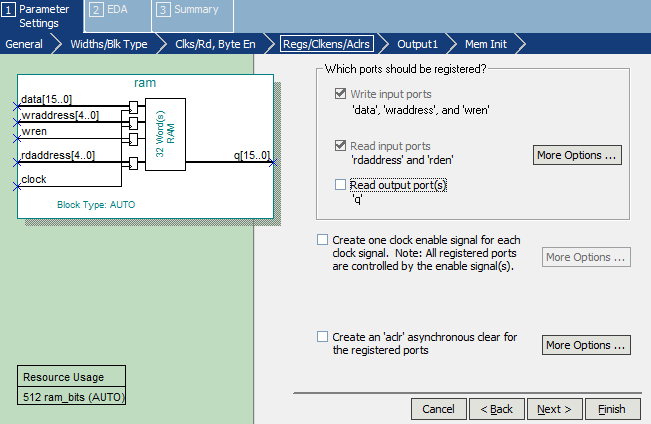 1 Parameter Settings
2 EDA
3 Summary
General
Widths/Blk Type
Clks/Rd, Byte En
Regs/Clkens/Aclrs
Output1
Mem Init
ram
data[15..0]
wraddress[4..0]
wren
rdaddress[4..0]
clock
32 Word(s)
RAM
q[15..0]
Block Type: AUTO
Resource Usage
512 ram_bits (AUTO)
Which ports should be registered?
Write input ports
'data', 'wraddress', and 'wren'
Read input ports
'rdaddress' and 'rden'
More Options ...
Read output port(s)
'q'
Create one clock enable signal for each
clock signal. Note: All registered ports
are controlled by the enable signal(s).
More Options ...
Create an 'aclr' asynchronous clear for
the registered ports
More Options ...
Cancel
< Back
Next >
Finish